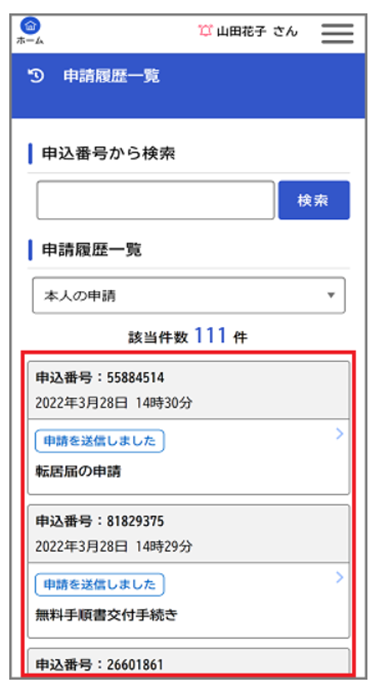 ホーム
山田花子 さん
申請履歴一覧
申込番号から検索
検索
申請履歴一覧
本人の申請
該当件数 111 件
申込番号：55884514
2022年3月28日 14時30分
申請を送信しました
転居届の申請
申込番号：81829375
2022年3月28日 14時29分
申請を送信しました
無料手順書交付手続き
申込番号：26601861